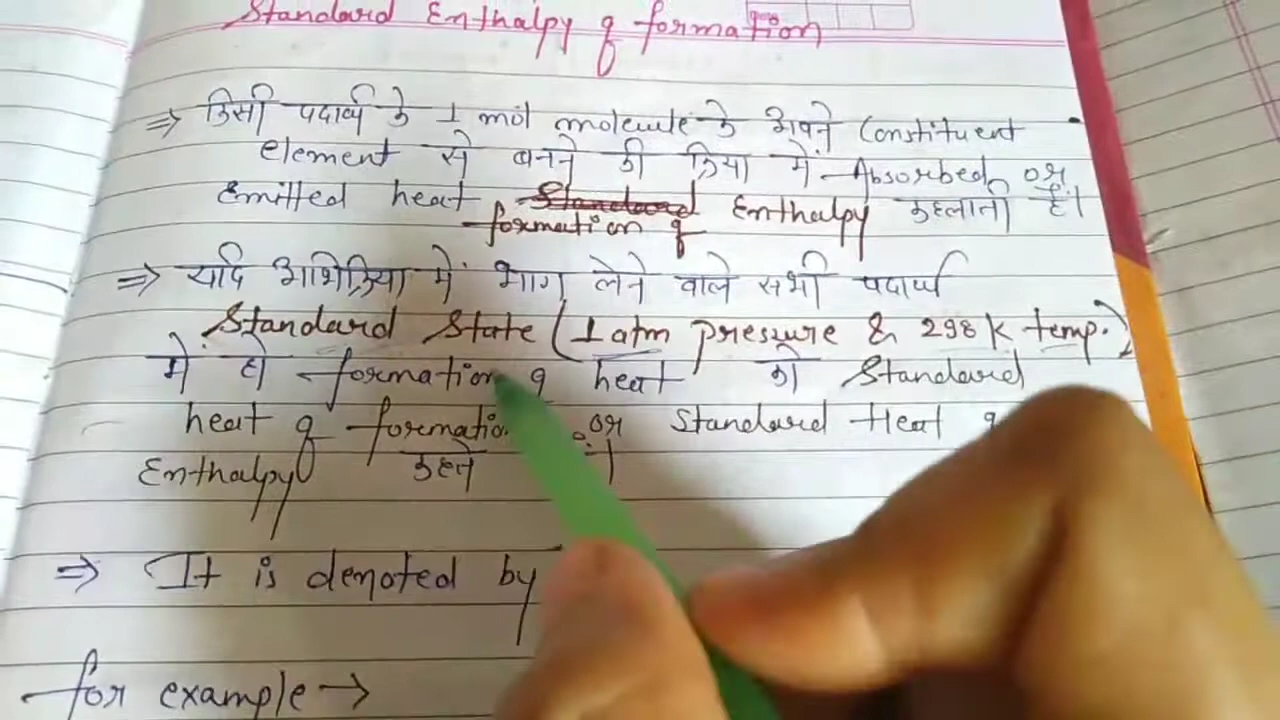 Standard Enthalpy of formation
⇒ किसी पदार्थ के 1 mol molecule के अपने Constituent
element से बनने की क्रिया में Absorbed or
Emitted heat Enthalpy कहलाती है।
formation of
⇒ यदि अभिक्रिया में भाग लेने वाले सभी पदार्थ
Standard State (1atm pressure & 298 K temp.)
में हो formation of heat को Standard
heat of formation or Standard Heat of
Enthalpy कहते
⇒ It is denoted by
for example →